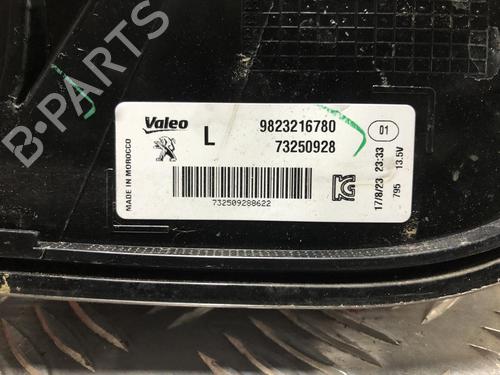 B-PARTS
Valeo
L
9823216780
73250928
01
MADE IN MOROCCO
732509288622
17/8/23 23:33
795 13.5V